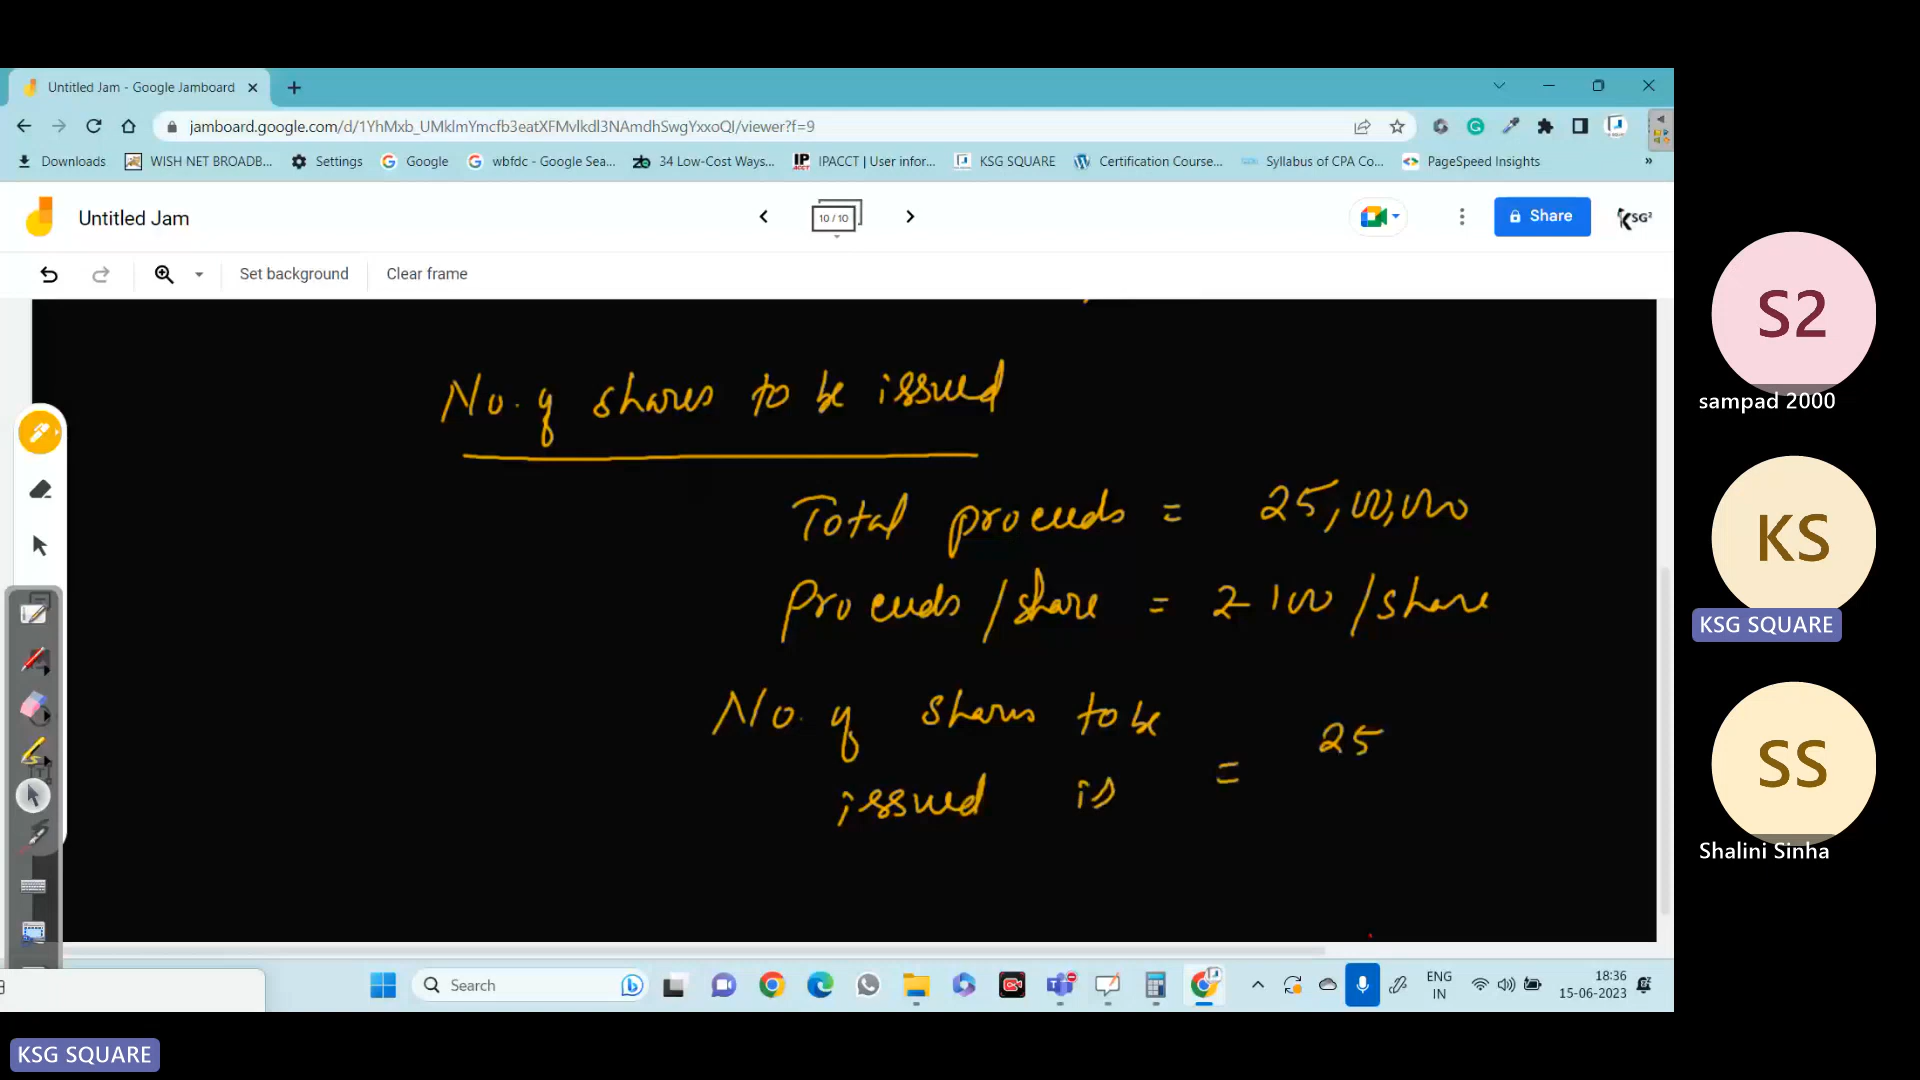 Untitled Jam - Google Jamboard
jamboard.google.com/d/1YhMxb_UMklmYmcfb3eatXFMvlkdl3NAmdhSwgYxxoQI/viewer?f=9
Downloads WISH NET BROADB... Settings Google wbfdc - Google Sea... 34 Low-Cost Ways... IPACCT | User infor... KSG SQUARE Certification Course... Syllabus of CPA Co... PageSpeed Insights »
Untitled Jam 10 / 10 Share KSG²
Set background Clear frame
No. of shares to be issued
Total proceeds = 25,00,000
Proceeds / share = 2100 / share
No. of shares to be
issued is = 25
S2
sampad 2000
KS
KSG SQUARE
SS
Shalini Sinha
Search
ENG
IN
18:36
15-06-2023
KSG SQUARE